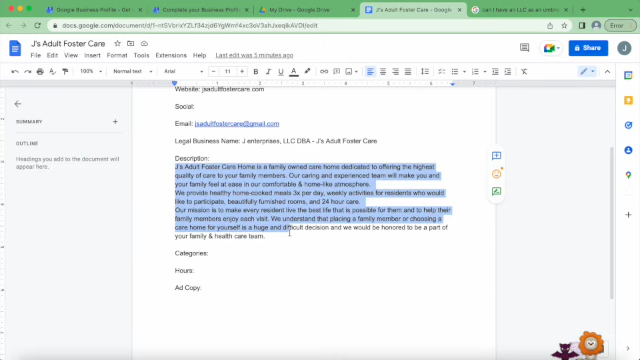 Google Business Profile - Get
Complete your Business Profile
My Drive - Google Drive
J's Adult Foster Care - Google
can I have an LLC as an umbre
docs.google.com/document/d/
Error
J's Adult Foster Care
File Edit View Insert Format Tools Extensions Help Last edit was 5 minutes ago
Share
100% Normal text Arial 11
SUMMARY
OUTLINE
Headings you add to the document will
appear here.
Website: jsadultfostercare.com
Social:
Email: jsadultfostercare@gmail.com
Legal Business Name: J enterprises, LLC DBA - J's Adult Foster Care
Description:
J's Adult Foster Care Home is a family owned care home dedicated to offering the highest
quality of care to your family members. Our caring and experienced team will make you and
your family feel at ease in our comfortable & home-like atmosphere.
We provide healthy home-cooked meals 3x per day, weekly activities for residents who would
like to participate, beautifully furnished rooms, and 24 hour care.
Our mission is to make every resident live the best life that is possible for them and to help their
family members enjoy each visit. We understand that placing a family member or choosing a
care home for yourself is a huge and difficult decision and we would be honored to be a part of
your family & health care team.
Categories:
Hours:
Ad Copy: